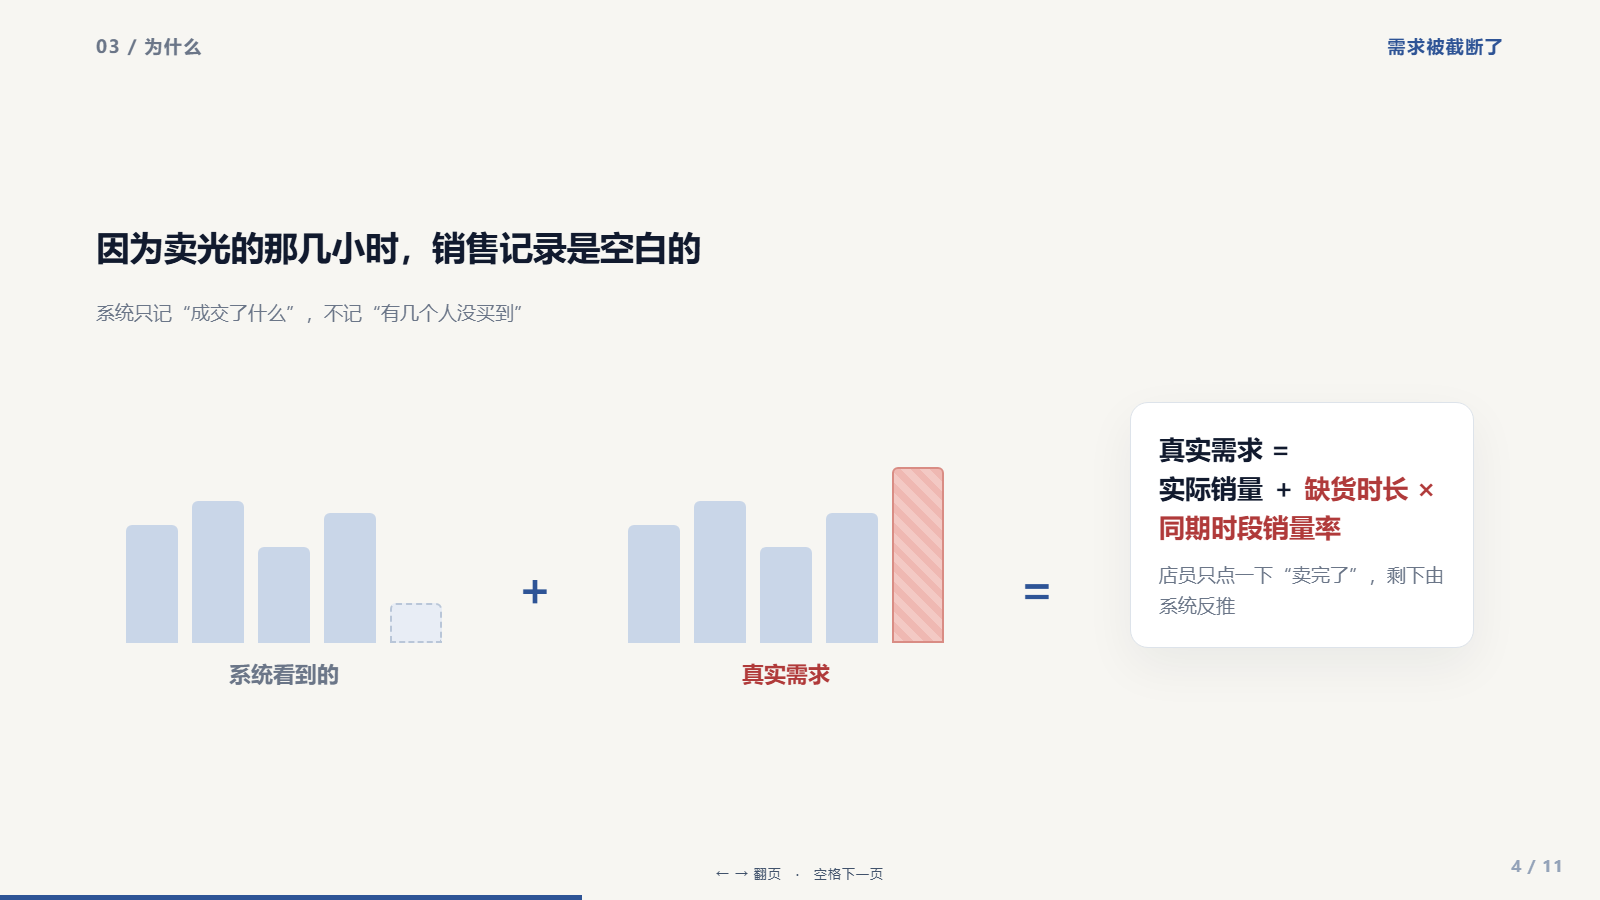 03 / 为什么
需求被截断了
因为卖光的那几小时，销售记录是空白的
系统只记“成交了什么”，不记“有几个人没买到”
系统看到的
+
真实需求
=
真实需求 =
实际销量 + 缺货时长 ×
同期时段销量率
店员只点一下“卖完了”，剩下由
系统反推
← → 翻页 · 空格下一页
4 / 11